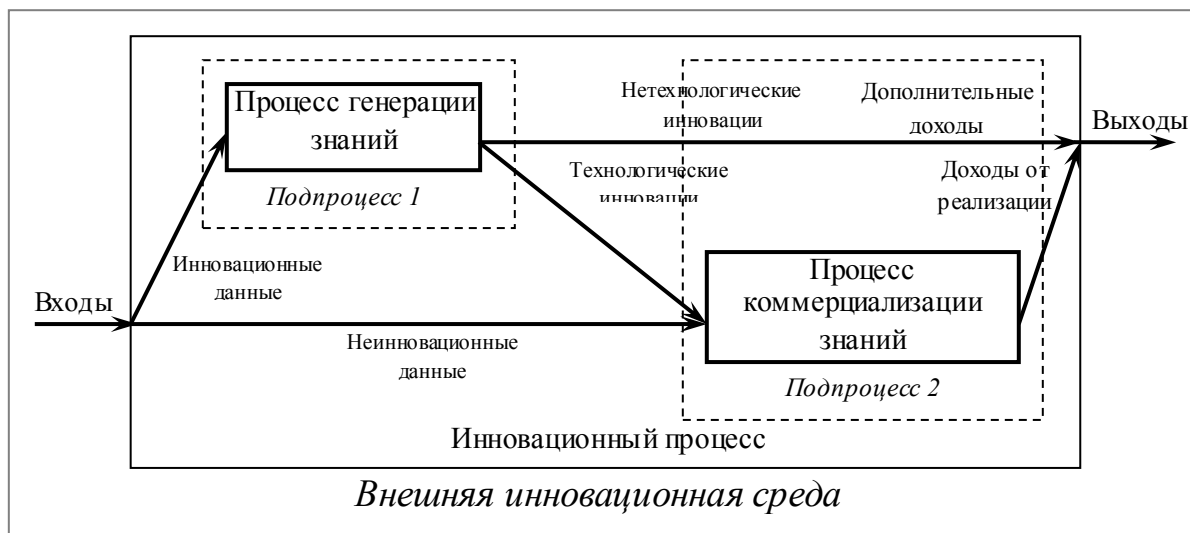 Процесс генерации
знаний
Подпроцесс 1
Нетехнологические
инновации
Дополнительные
доходы
Выходы
Технологические
инновации
Доходы от
реализации
Инновационные
данные
Входы
Процесс
коммерциализации
знаний
Неинновационные
данные
Подпроцесс 2
Инновационный процесс
Внешняя инновационная среда